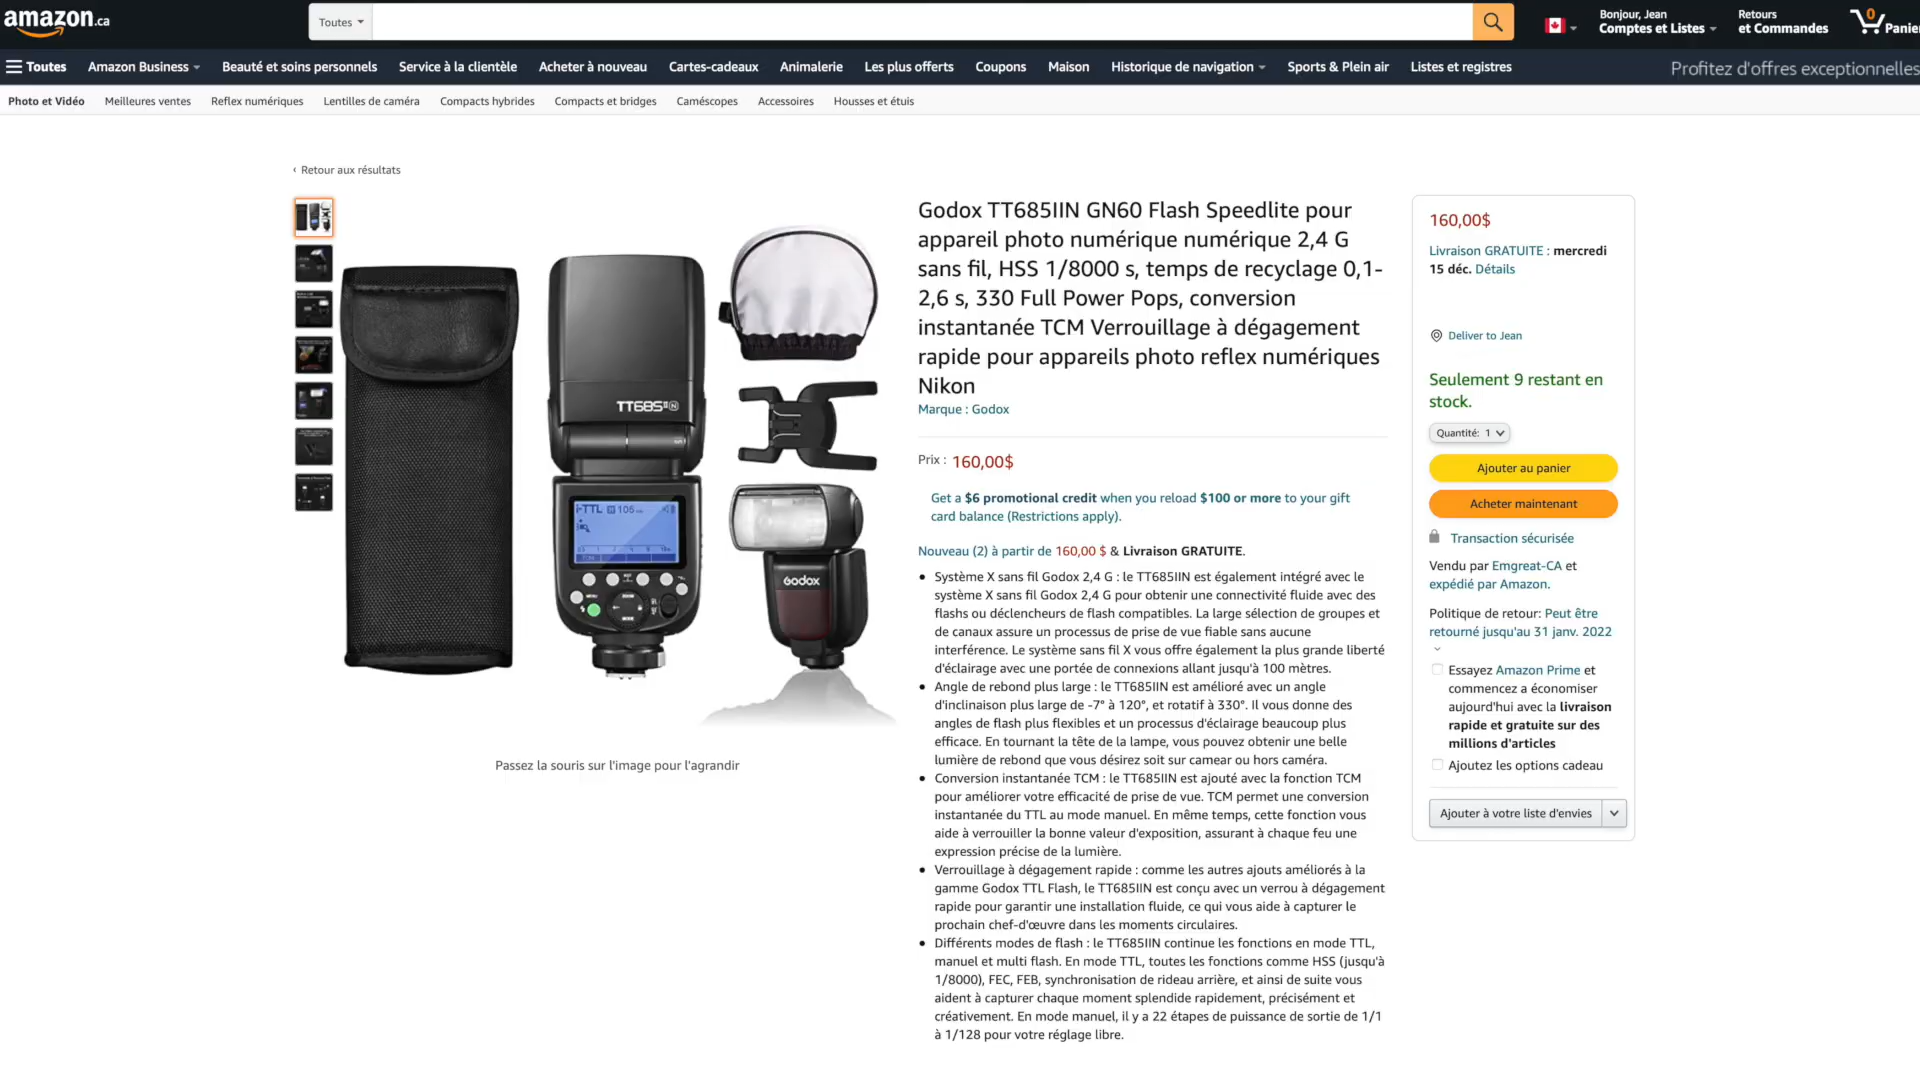 amazon.ca
Toutes
Bonjour, Jean
Comptes et Listes
Retours
et Commandes
0
Panier
Toutes
Amazon Business
Beauté et soins personnels
Service à la clientèle
Acheter à nouveau
Cartes-cadeaux
Animalerie
Les plus offerts
Coupons
Maison
Historique de navigation
Sports & Plein air
Listes et registres
Profitez d'offres exceptionnelles
Photo et Vidéo
Meilleures ventes
Reflex numériques
Lentilles de caméra
Compacts hybrides
Compacts et bridges
Caméscopes
Accessoires
Housses et étuis
‹ Retour aux résultats
TT685II N
i-TTL
105
Godox
Passez la souris sur l'image pour l'agrandir
Godox TT685IIN GN60 Flash Speedlite pour
appareil photo numérique numérique 2,4 G
sans fil, HSS 1/8000 s, temps de recyclage 0,1-
2,6 s, 330 Full Power Pops, conversion
instantanée TCM Verrouillage à dégagement
rapide pour appareils photo reflex numériques
Nikon
Marque : Godox
Prix : 160,00$
Get a $6 promotional credit when you reload $100 or more to your gift
card balance (Restrictions apply).
Nouveau (2) à partir de 160,00 $ & Livraison GRATUITE.
• Système X sans fil Godox 2,4 G : le TT685IIN est également intégré avec le
système X sans fil Godox 2,4 G pour obtenir une connectivité fluide avec des
flashs ou déclencheurs de flash compatibles. La large sélection de groupes et
de canaux assure un processus de prise de vue fiable sans aucune
interférence. Le système sans fil X vous offre également la plus grande liberté
d'éclairage avec une portée de connexions allant jusqu'à 100 mètres.
• Angle de rebond plus large : le TT685IIN est amélioré avec un angle
d'inclinaison plus large de -7° à 120°, et rotatif à 330°. Il vous donne des
angles de flash plus flexibles et un processus d'éclairage beaucoup plus
efficace. En tournant la tête de la lampe, vous pouvez obtenir une belle
lumière de rebond que vous désirez soit sur camear ou hors caméra.
• Conversion instantanée TCM : le TT685IIN est ajouté avec la fonction TCM
pour améliorer votre efficacité de prise de vue. TCM permet une conversion
instantanée du TTL au mode manuel. En même temps, cette fonction vous
aide à verrouiller la bonne valeur d'exposition, assurant à chaque feu une
expression précise de la lumière.
• Verrouillage à dégagement rapide : comme les autres ajouts améliorés à la
gamme Godox TTL Flash, le TT685IIN est conçu avec un verrou à dégagement
rapide pour garantir une installation fluide, ce qui vous aide à capturer le
prochain chef-d'œuvre dans les moments circulaires.
• Différents modes de flash : le TT685IIN continue les fonctions en mode TTL,
manuel et multi flash. En mode TTL, toutes les fonctions comme HSS (jusqu'à
1/8000), FEC, FEB, synchronisation de rideau arrière, et ainsi de suite vous
aident à capturer chaque moment splendide rapidement, précisément et
créativement. En mode manuel, il y a 22 étapes de puissance de sortie de 1/1
à 1/128 pour votre réglage libre.
160,00$
Livraison GRATUITE : mercredi
15 déc. Détails
Deliver to Jean
Seulement 9 restant en
stock.
Quantité: 1
Ajouter au panier
Acheter maintenant
Transaction sécurisée
Vendu par Emgreat-CA et
expédié par Amazon.
Politique de retour: Peut être
retourné jusqu'au 31 janv. 2022
Essayez Amazon Prime et
commencez a économiser
aujourd'hui avec la livraison
rapide et gratuite sur des
millions d'articles
Ajoutez les options cadeau
Ajouter à votre liste d'envies